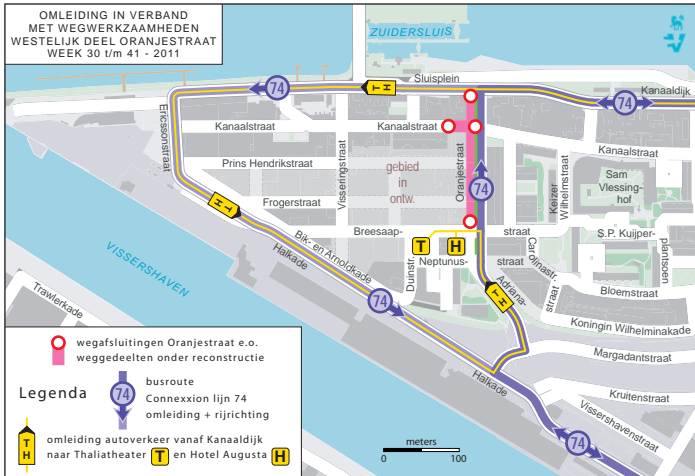 OMLEIDING IN VERBAND
MET WEGWERKZAAMHEDEN
WESTELIJK DEEL ORANJESTRAAT
WEEK 30 t/m 41 - 2011
ZUIDERSLUIS
Sluisplein
74
T H
Kanaaldijk
74
Ericssonstraat
Kanaalstraat
Kanaalstraat
Kanaalstraat
Prins Hendrikstraat
Visseringstraat
gebied
in
ontw.
Oranjestraat
74
Keizer
Wilhelmstraat
Sam
Vlessing-
hof
Frogerstraat
T H
Breesaap-
straat
S.P. Kuijper-
plantsoen
Bik- en Arnoldkade
Halkade
T
H
Duinstr.
Neptunus-
straat
Carolinastr.
Adriana-
straat
Bloemstraat
T H
VISSERSHAVEN
Trawlerkade
74
Koningin Wilhelminakade
Margadantstraat
Halkade
Kruitenstraat
Vissershavenstraat
74
wegafsluitingen Oranjestraat e.o.
weggedeelten onder reconstructie
Legenda
74
busroute
Connexxion lijn 74
omleiding + rijrichting
T H
omleiding autoverkeer vanaf Kanaaldijk
naar Thaliatheater T en Hotel Augusta H
meters
0 100